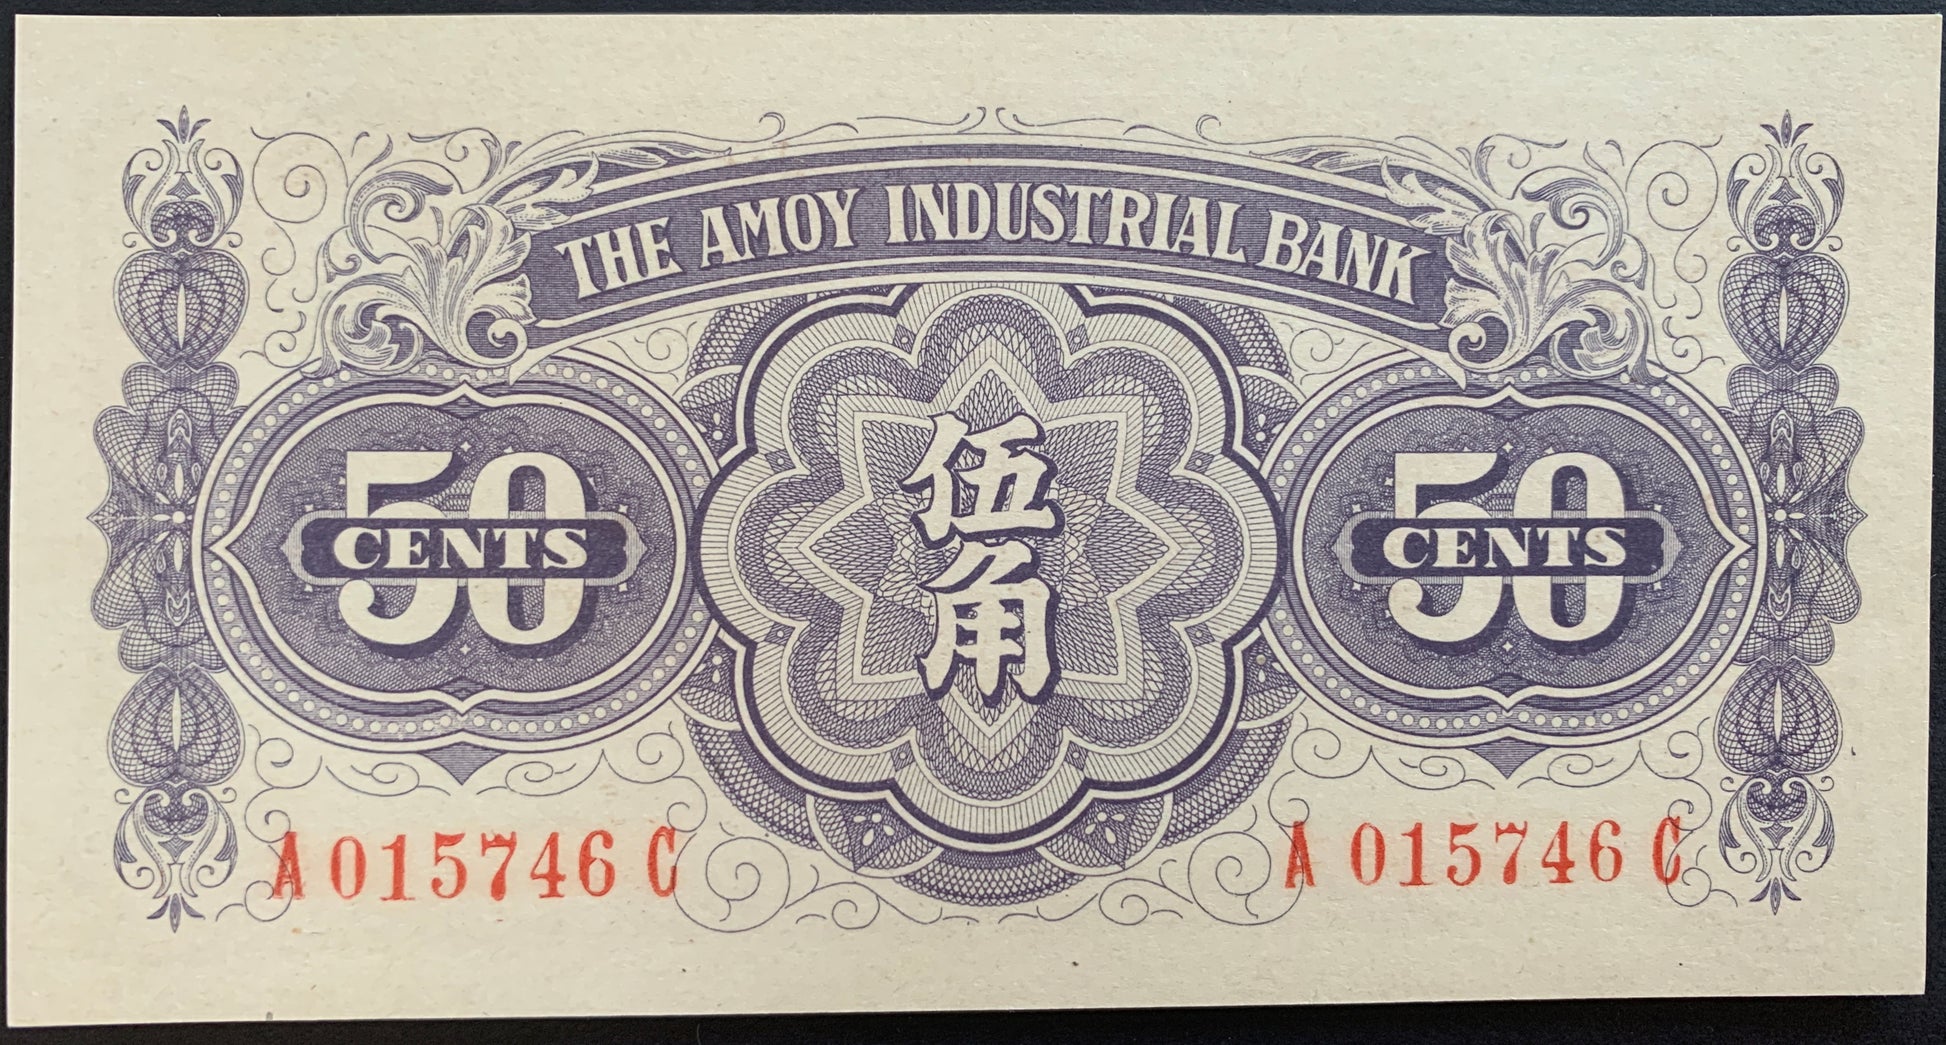 THE AMOY INDUSTRIAL BANK
50
CENTS
伍角
50
CENTS
A 015746 C
A 015746 C